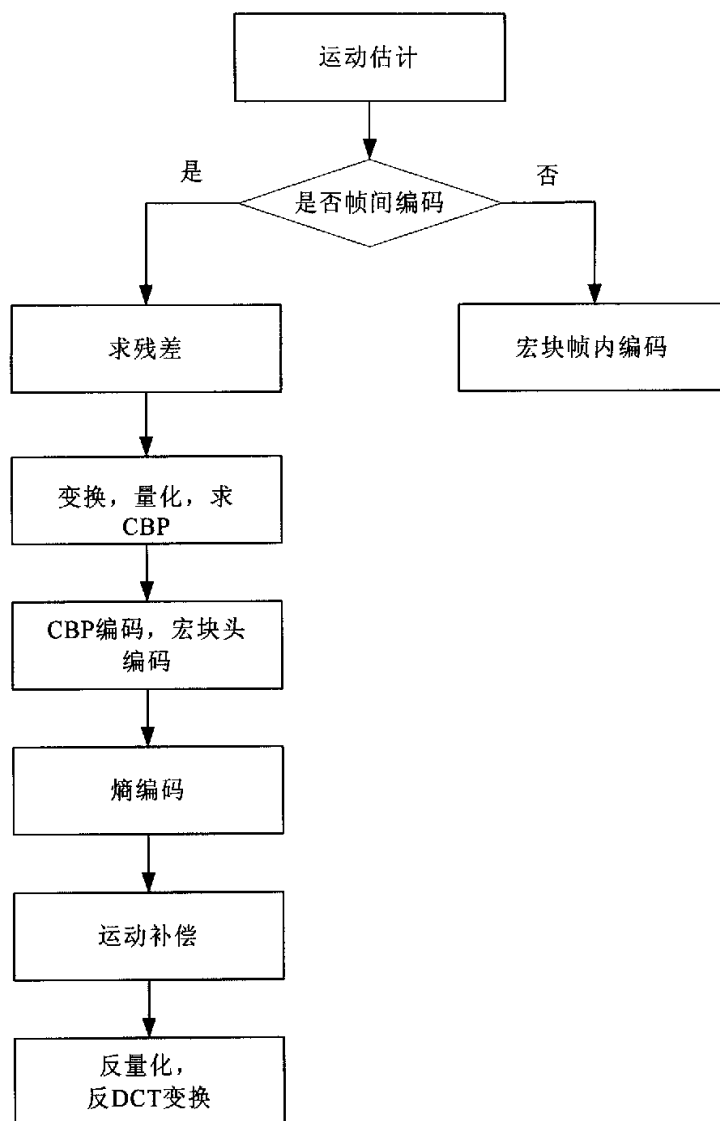 运动估计
是
否
是否帧间编码
求残差
宏块帧内编码
变换，量化，求
CBP
CBP编码，宏块头
编码
熵编码
运动补偿
反量化，
反DCT变换